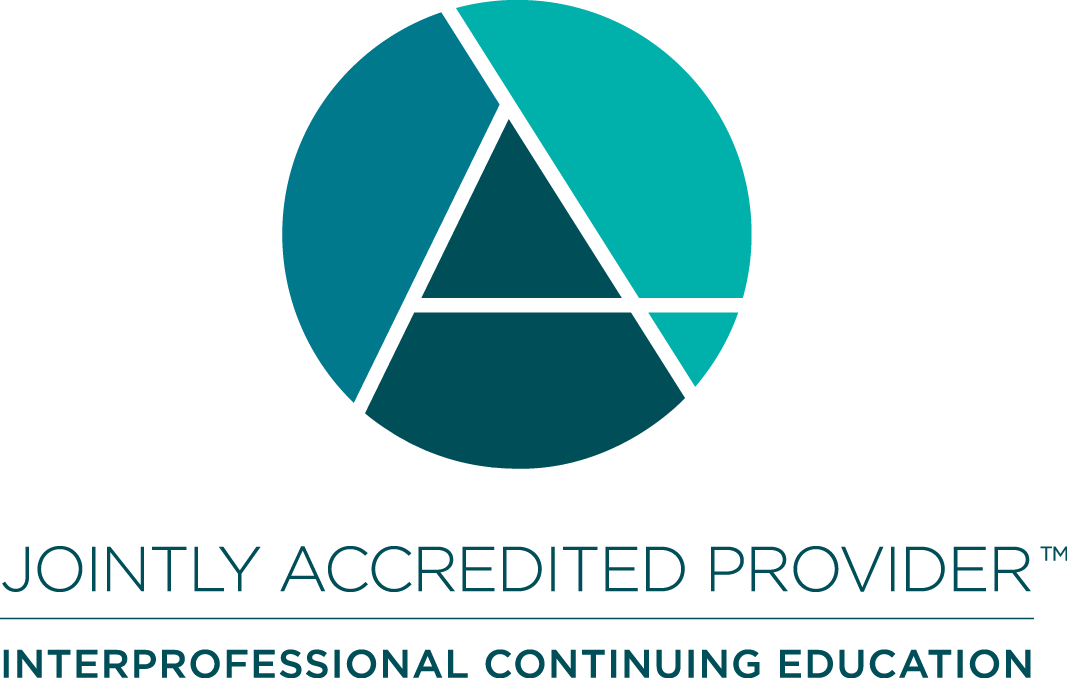 JOINTLY ACCREDITED PROVIDER™
INTERPROFESSIONAL CONTINUING EDUCATION